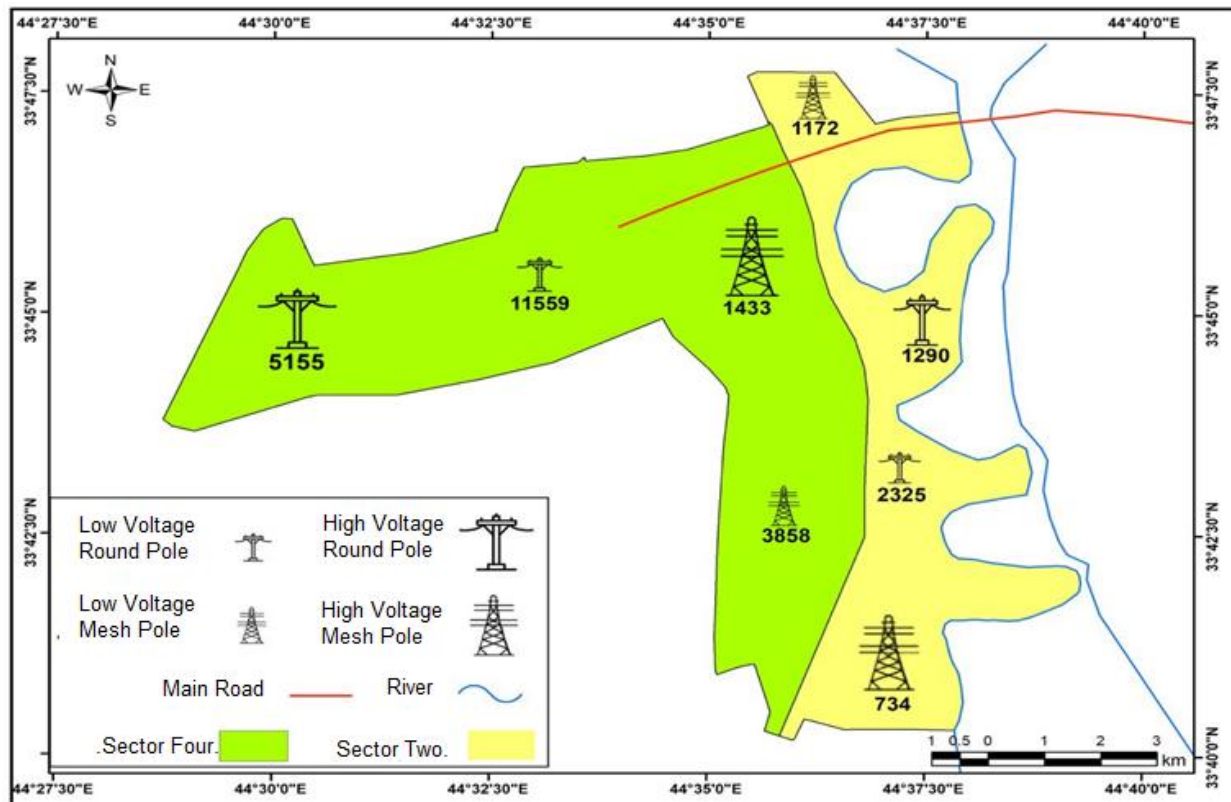 44°27'30"E 44°30'0"E 44°32'30"E 44°35'0"E 44°37'30"E 44°40'0"E
33°47'30"N 33°47'30"N
N
W E
S
1172
1433
11559
33°45'0"N 33°45'0"N
5155
1290
2325
3858
33°42'30"N 33°42'30"N
734
Low Voltage
Round Pole
High Voltage
Round Pole
Low Voltage
Mesh Pole
High Voltage
Mesh Pole
Main Road
River
.Sector Four.
Sector Two.
1 0.5 0 1 2 3
km
33°40'0"N
44°27'30"E 44°30'0"E 44°32'30"E 44°35'0"E 44°37'30"E 44°40'0"E